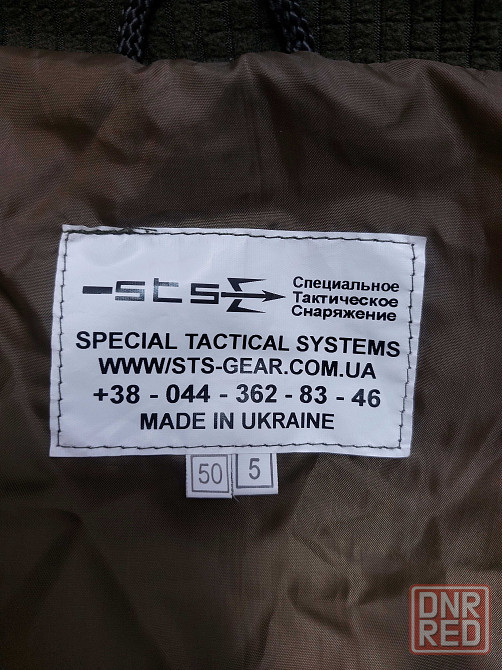 sts
Специальное
Тактическое
Снаряжение
SPECIAL TACTICAL SYSTEMS
WWW/STS-GEAR.COM.UA
+38 - 044 - 362 - 83 - 46
MADE IN UKRAINE
50 5
DNR
RED